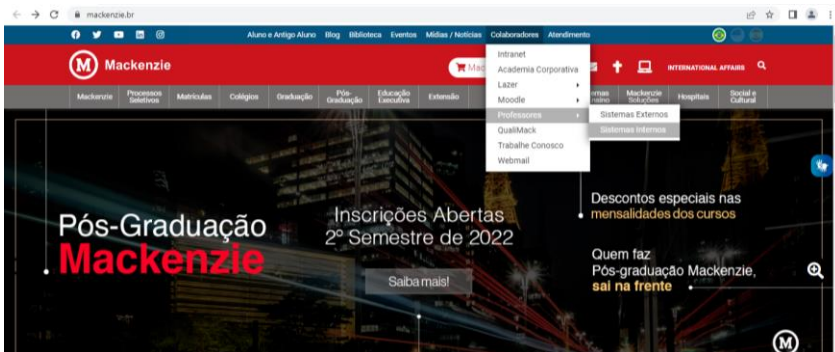 mackenzie.br
Aluno e Antigo Aluno Blog Biblioteca Eventos Mídias / Notícias Colaboradores Atendimento
M Mackenzie
Mac
INTERNATIONAL AFFAIRS
Mackenzie Processos Seletivos Matrículas Colégios Graduação Pós-Graduação Educação Executiva Extensão
Mackenzie Soluções Hospitais Social e Cultural
Intranet
Academia Corporativa
Lazer
Moodle
Professores
QualiMack
Trabalhe Conosco
Webmail
Sistemas Externos
Sistemas Internos
Pós-Graduação
Mackenzie
Inscrições Abertas
2º Semestre de 2022
Saiba mais!
Descontos especiais nas
mensalidades dos cursos
Quem faz
Pós-graduação Mackenzie,
sai na frente
M